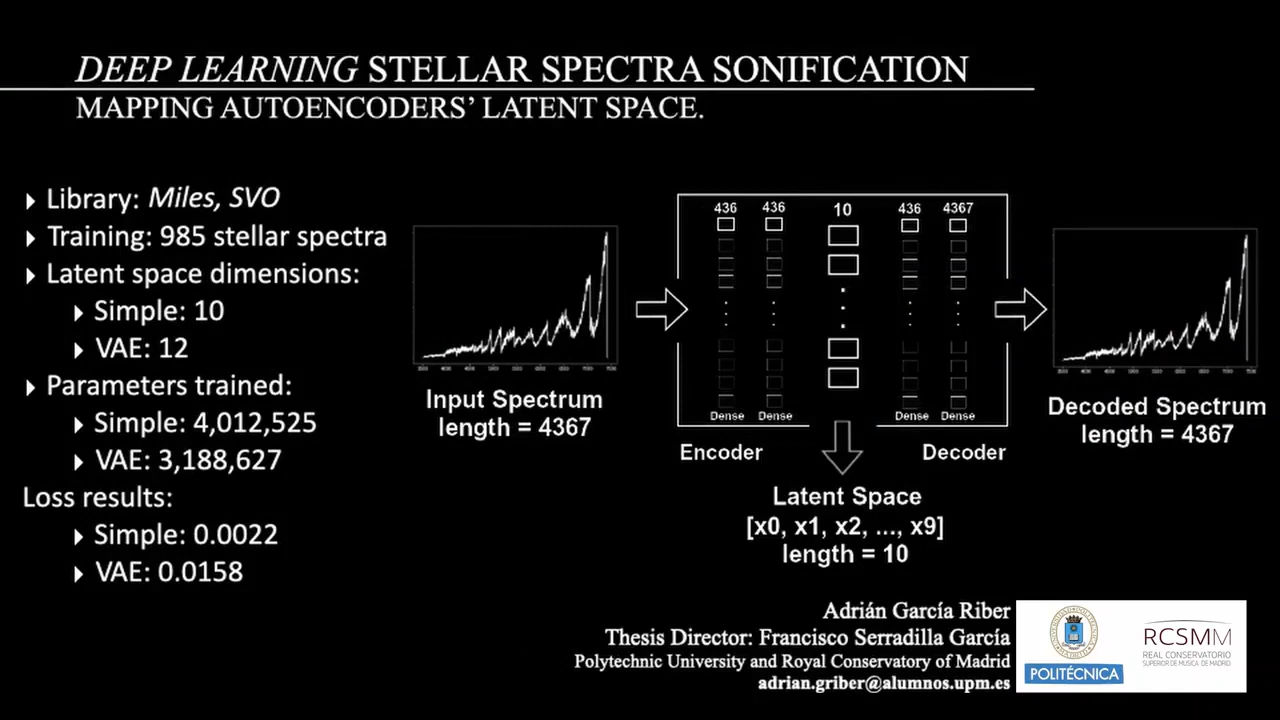 DEEP LEARNING STELLAR SPECTRA SONIFICATION
MAPPING AUTOENCODERS’ LATENT SPACE.
Library: Miles, SVO
Training: 985 stellar spectra
Latent space dimensions:
Simple: 10
VAE: 12
Parameters trained:
Simple: 4,012,525
VAE: 3,188,627
Loss results:
Simple: 0.0022
VAE: 0.0158
Input Spectrum
length = 4367
436 436 10 436 4367
Dense Dense Dense Dense
Encoder Decoder
Latent Space
[x0, x1, x2, ..., x9]
length = 10
Decoded Spectrum
length = 4367
Adrián García Riber
Thesis Director: Francisco Serradilla García
Polytechnic University and Royal Conservatory of Madrid
adrian.griber@alumnos.upm.es
POLITÉCNICA
RCSMM
REAL CONSERVATORIO
SUPERIOR DE MÚSICA DE MADRID